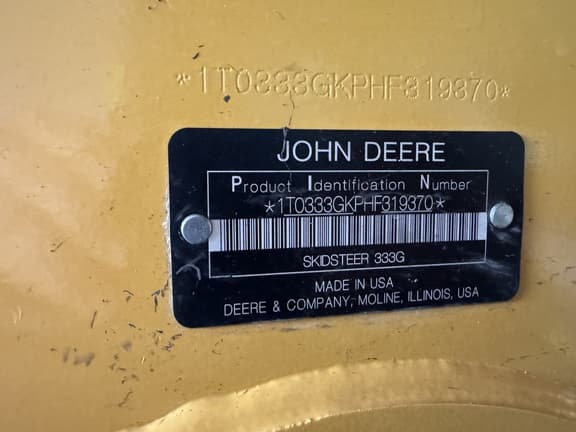 *1T0333GKPHF319370*
JOHN DEERE
Product Identification Number
*1T0333GKPHF319370*
SKIDSTEER 333G
MADE IN USA
DEERE & COMPANY, MOLINE, ILLINOIS, USA